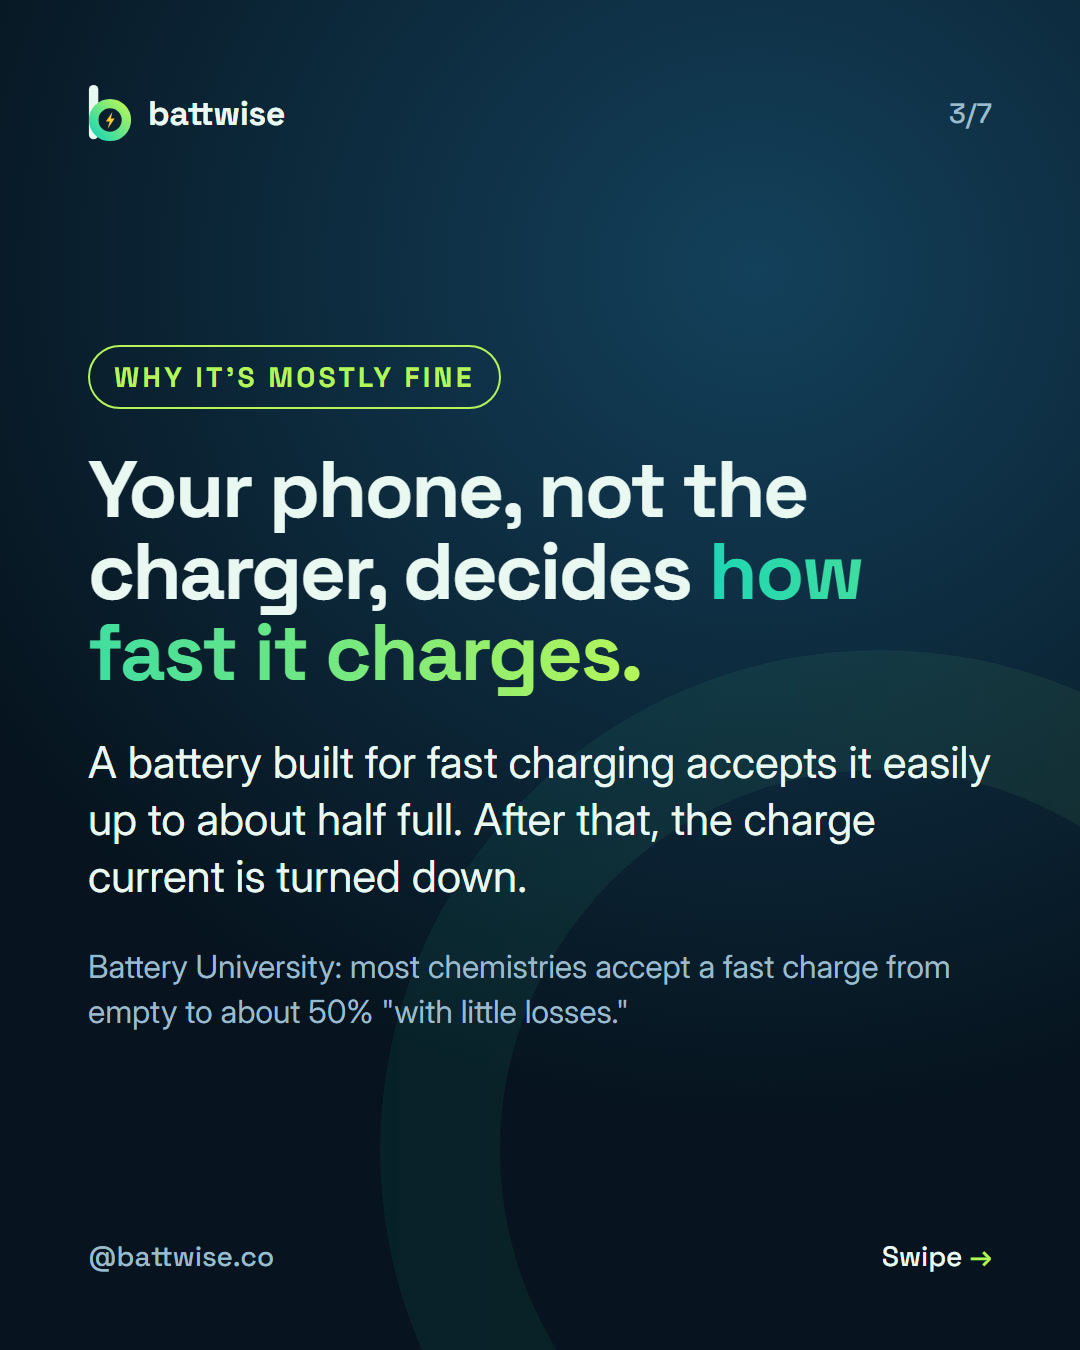 battwise
3/7
WHY IT’S MOSTLY FINE
Your phone, not the
charger, decides how
fast it charges.
A battery built for fast charging accepts it easily
up to about half full. After that, the charge
current is turned down.
Battery University: most chemistries accept a fast charge from
empty to about 50% "with little losses."
@battwise.co
Swipe →